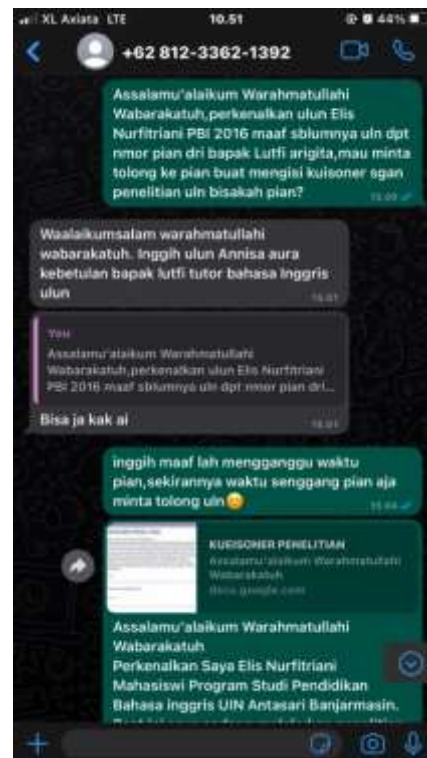 XL Axiata LTE 10.51 44%
+62 812-3362-1392
Assalamu'alaikum Warahmatullahi
Wabarakatuh,perkenalkan ulun Elis
Nurfitriani PBI 2016 maaf sblumnya uln dpt
nmor pian dri bapak Lutfi arigita,mau minta
tolong ke pian buat mengisi kuisoner sgan
penelitian uln bisakah pian?
Waalaikumsalam warahmatullahi
wabarakatuh. Inggih ulun Annisa aura
kebetulan bapak lutfi tutor bahasa Inggris
ulun
You
Assalamu'alaikum Warahmatullahi
Wabarakatuh,perkenalkan ulun Elis Nurfitriani
PBI 2016 maaf sblumnya uln dpt nmor pian dri...
Bisa ja kak ai
inggih maaf lah mengganggu waktu
pian,sekirannya waktu senggang pian aja
minta tolong uln
KUEISONER PENELITIAN
Assalamu'alaikum Warahmatullahi
Wabarakatuh
docs.google.com
Assalamu'alaikum Warahmatullahi
Wabarakatuh
Perkenalkan Saya Elis Nurfitriani
Mahasiswi Program Studi Pendidikan
Bahasa inggris UIN Antasari Banjarmasin.